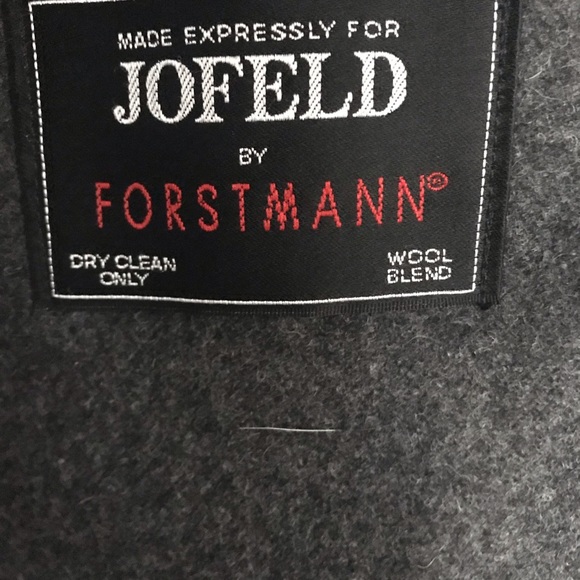 MADE EXPRESSLY FOR
JOFELD
BY
FORSTMANN®
DRY CLEAN ONLY
WOOL BLEND